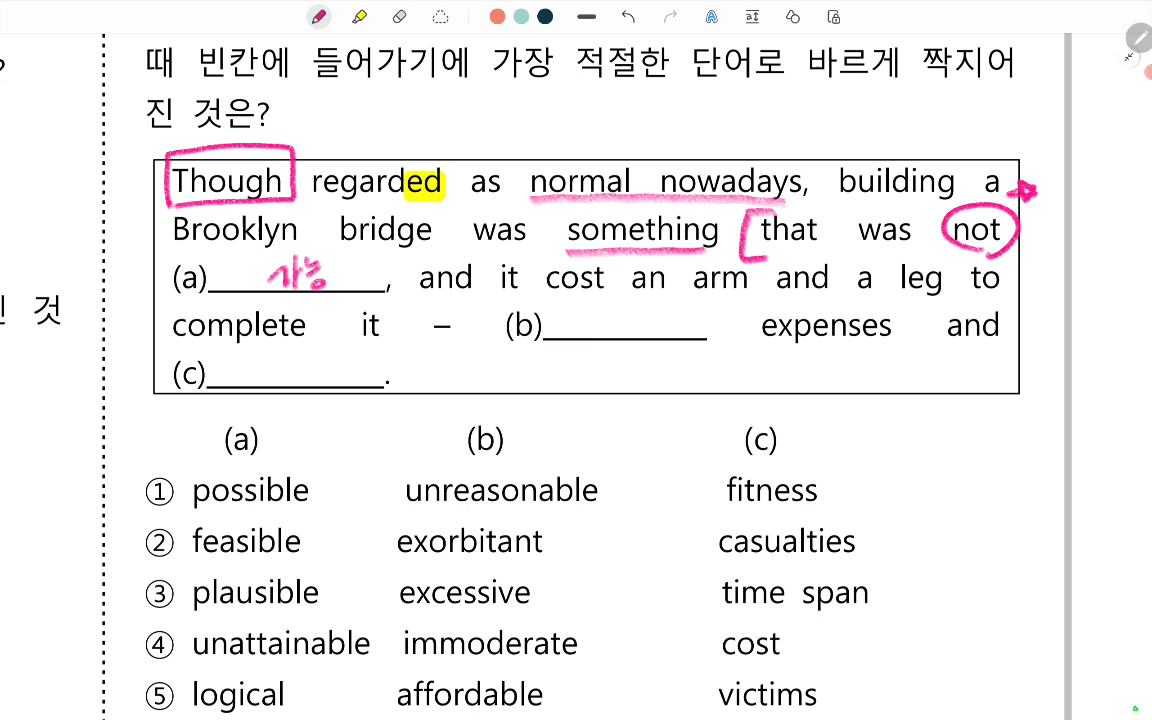 때 빈칸에 들어가기에 가장 적절한 단어로 바르게 짝지어
진 것은?
Though regarded as normal nowadays, building a
Brooklyn bridge was something that was not
(a) 가능, and it cost an arm and a leg to
complete it – (b)__________ expenses and
(c)__________.
것
(a) (b) (c)
① possible unreasonable fitness
② feasible exorbitant casualties
③ plausible excessive time span
④ unattainable immoderate cost
⑤ logical affordable victims